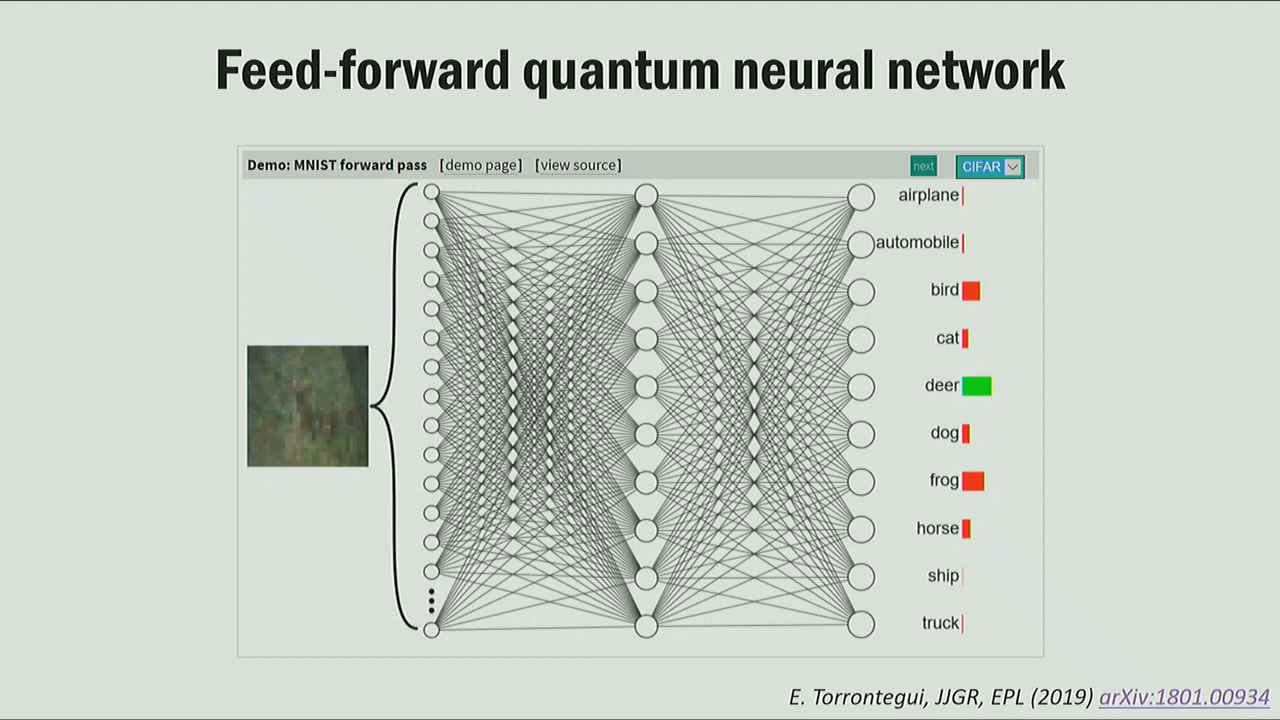 Feed-forward quantum neural network
Demo: MNIST forward pass [demo page] [view source] next CIFAR
airplane
automobile
bird
cat
deer
dog
frog
horse
ship
truck
E. Torrontegui, JJGR, EPL (2019) arXiv:1801.00934